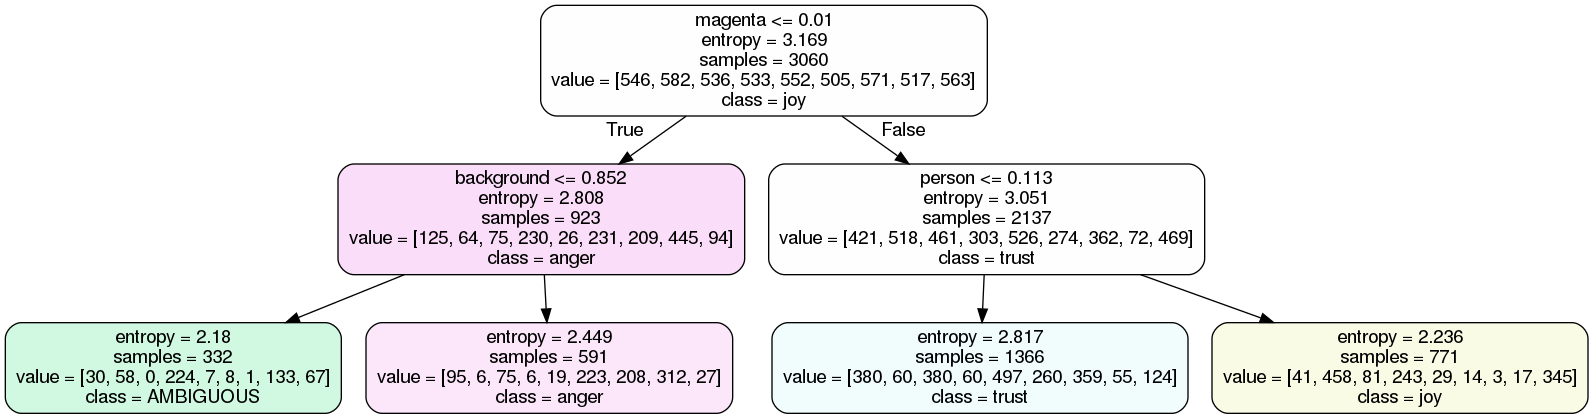 magenta <= 0.01
entropy = 3.169
samples = 3060
value = [546, 582, 536, 533, 552, 505, 571, 517, 563]
class = joy
True
False
background <= 0.852
entropy = 2.808
samples = 923
value = [125, 64, 75, 230, 26, 231, 209, 445, 94]
class = anger
person <= 0.113
entropy = 3.051
samples = 2137
value = [421, 518, 461, 303, 526, 274, 362, 72, 469]
class = trust
entropy = 2.18
samples = 332
value = [30, 58, 0, 224, 7, 8, 1, 133, 67]
class = AMBIGUOUS
entropy = 2.449
samples = 591
value = [95, 6, 75, 6, 19, 223, 208, 312, 27]
class = anger
entropy = 2.817
samples = 1366
value = [380, 60, 380, 60, 497, 260, 359, 55, 124]
class = trust
entropy = 2.236
samples = 771
value = [41, 458, 81, 243, 29, 14, 3, 17, 345]
class = joy